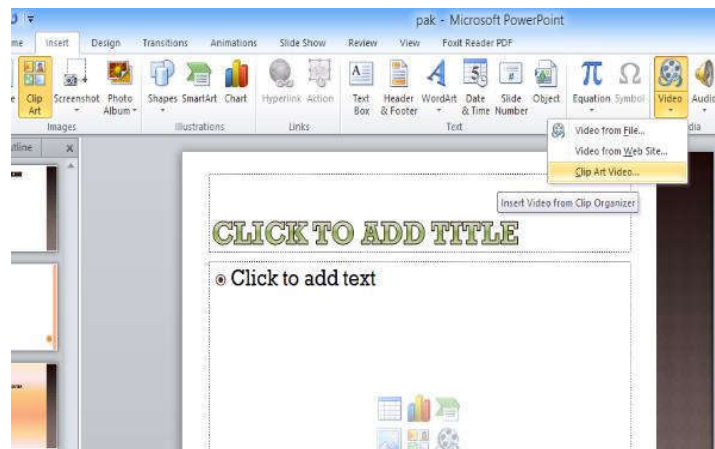 pak - Microsoft PowerPoint
me Insert Design Transitions Animations Slide Show Review View Foxit Reader PDF
Clip Art Screenshot Photo Album Shapes SmartArt Chart Hyperlink Action Text Box Header & Footer WordArt Date & Time Slide Number Object Equation Symbol Video Audio
Images Illustrations Links Text dia
utline x
Video from File...
Video from Web Site...
Clip Art Video...
Insert Video from Clip Organizer
CLICK TO ADD TITLE
Click to add text